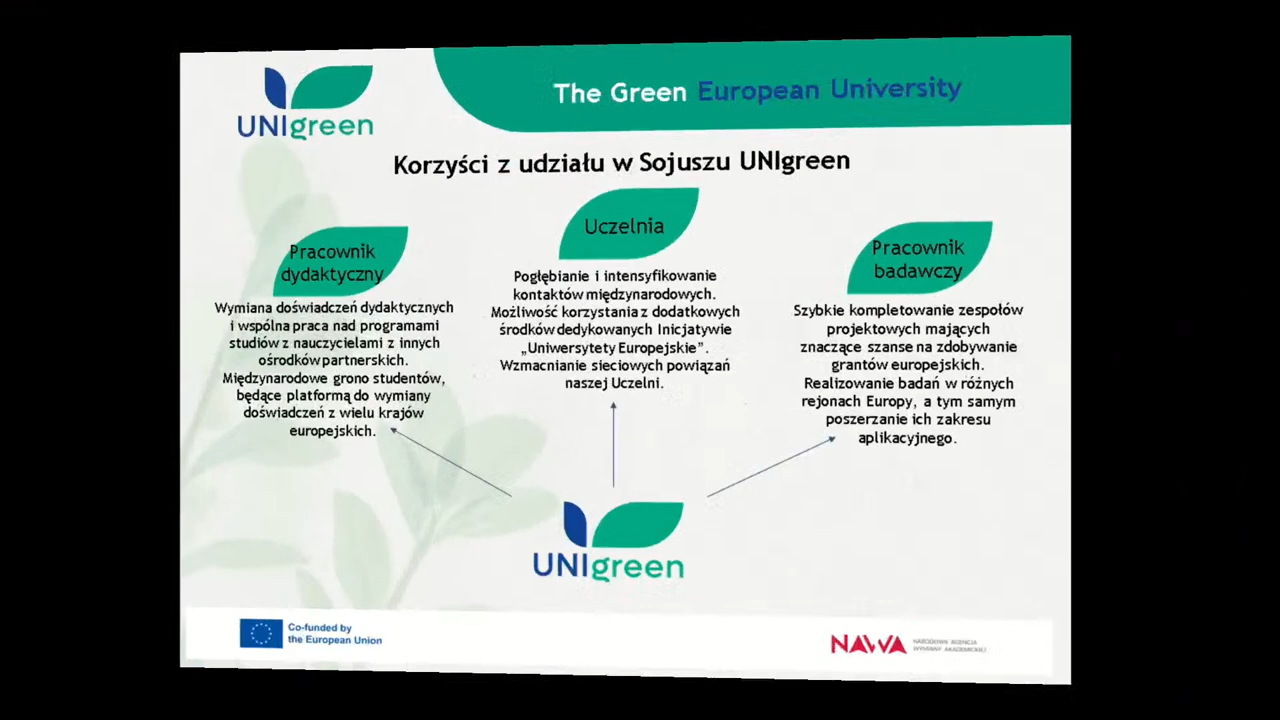 UNIgreen
The Green European University
Korzyści z udziału w Sojuszu UNIgreen
Pracownik
dydaktyczny
Wymiana doświadczeń dydaktycznych
i wspólna praca nad programami
studiów z nauczycielami z innych
ośrodków partnerskich.
Międzynarodowe grono studentów,
będące platformą do wymiany
doświadczeń z wielu krajów
europejskich.
Uczelnia
Pogłębianie i intensyfikowanie
kontaktów międzynarodowych.
Możliwość korzystania z dodatkowych
środków dedykowanych Inicjatywie
„Uniwersytety Europejskie”.
Wzmacnianie sieciowych powiązań
naszej Uczelni.
Pracownik
badawczy
Szybkie kompletowanie zespołów
projektowych mających
znaczące szanse na zdobywanie
grantów europejskich.
Realizowanie badań w różnych
rejonach Europy, a tym samym
poszerzanie ich zakresu
aplikacyjnego.
UNIgreen
Co-funded by
the European Union
NAWA
NARODOWA AGENCJA
WYMIANY AKADEMICKIEJ